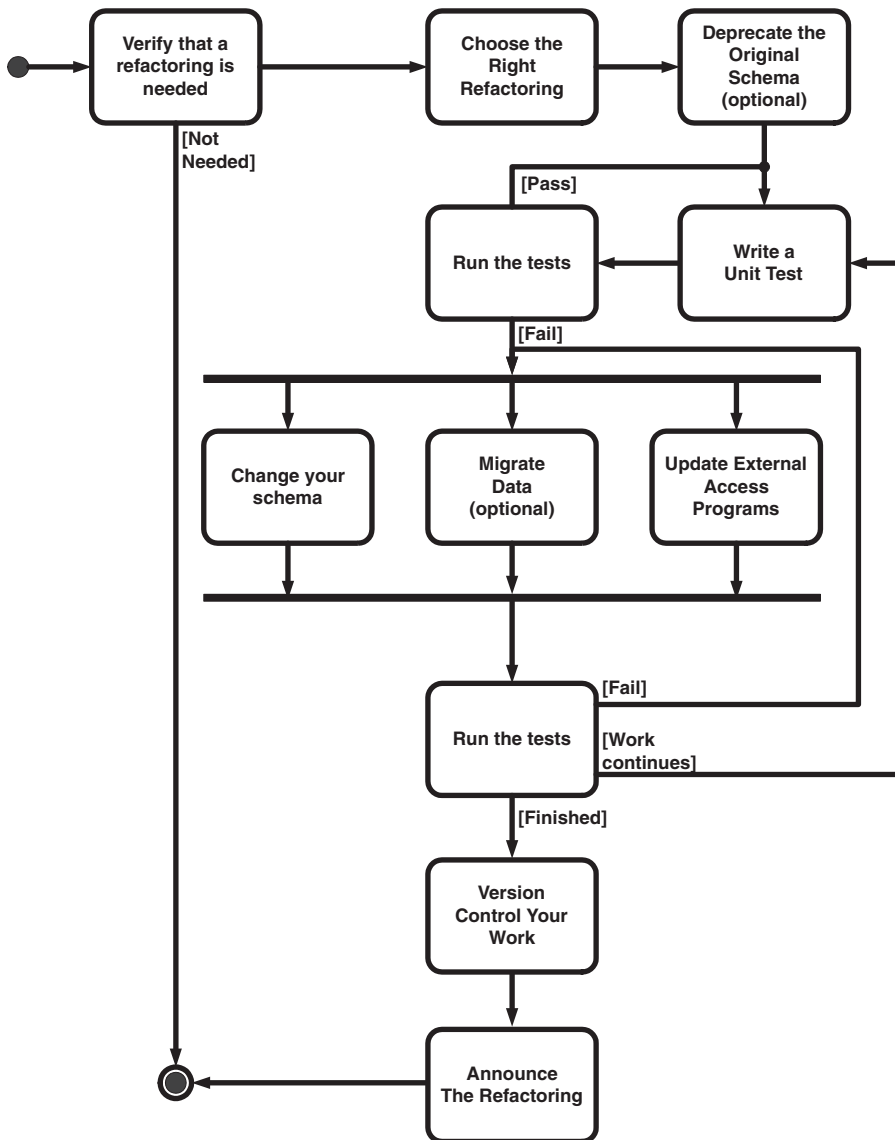 Verify that a
refactoring is
needed
Choose the
Right
Refactoring
Deprecate the
Original
Schema
(optional)
[Not
Needed]
[Pass]
Run the tests
Write a
Unit Test
[Fail]
Change your
schema
Migrate
Data
(optional)
Update External
Access
Programs
Run the tests
[Fail]
[Work
continues]
[Finished]
Version
Control Your
Work
Announce
The Refactoring